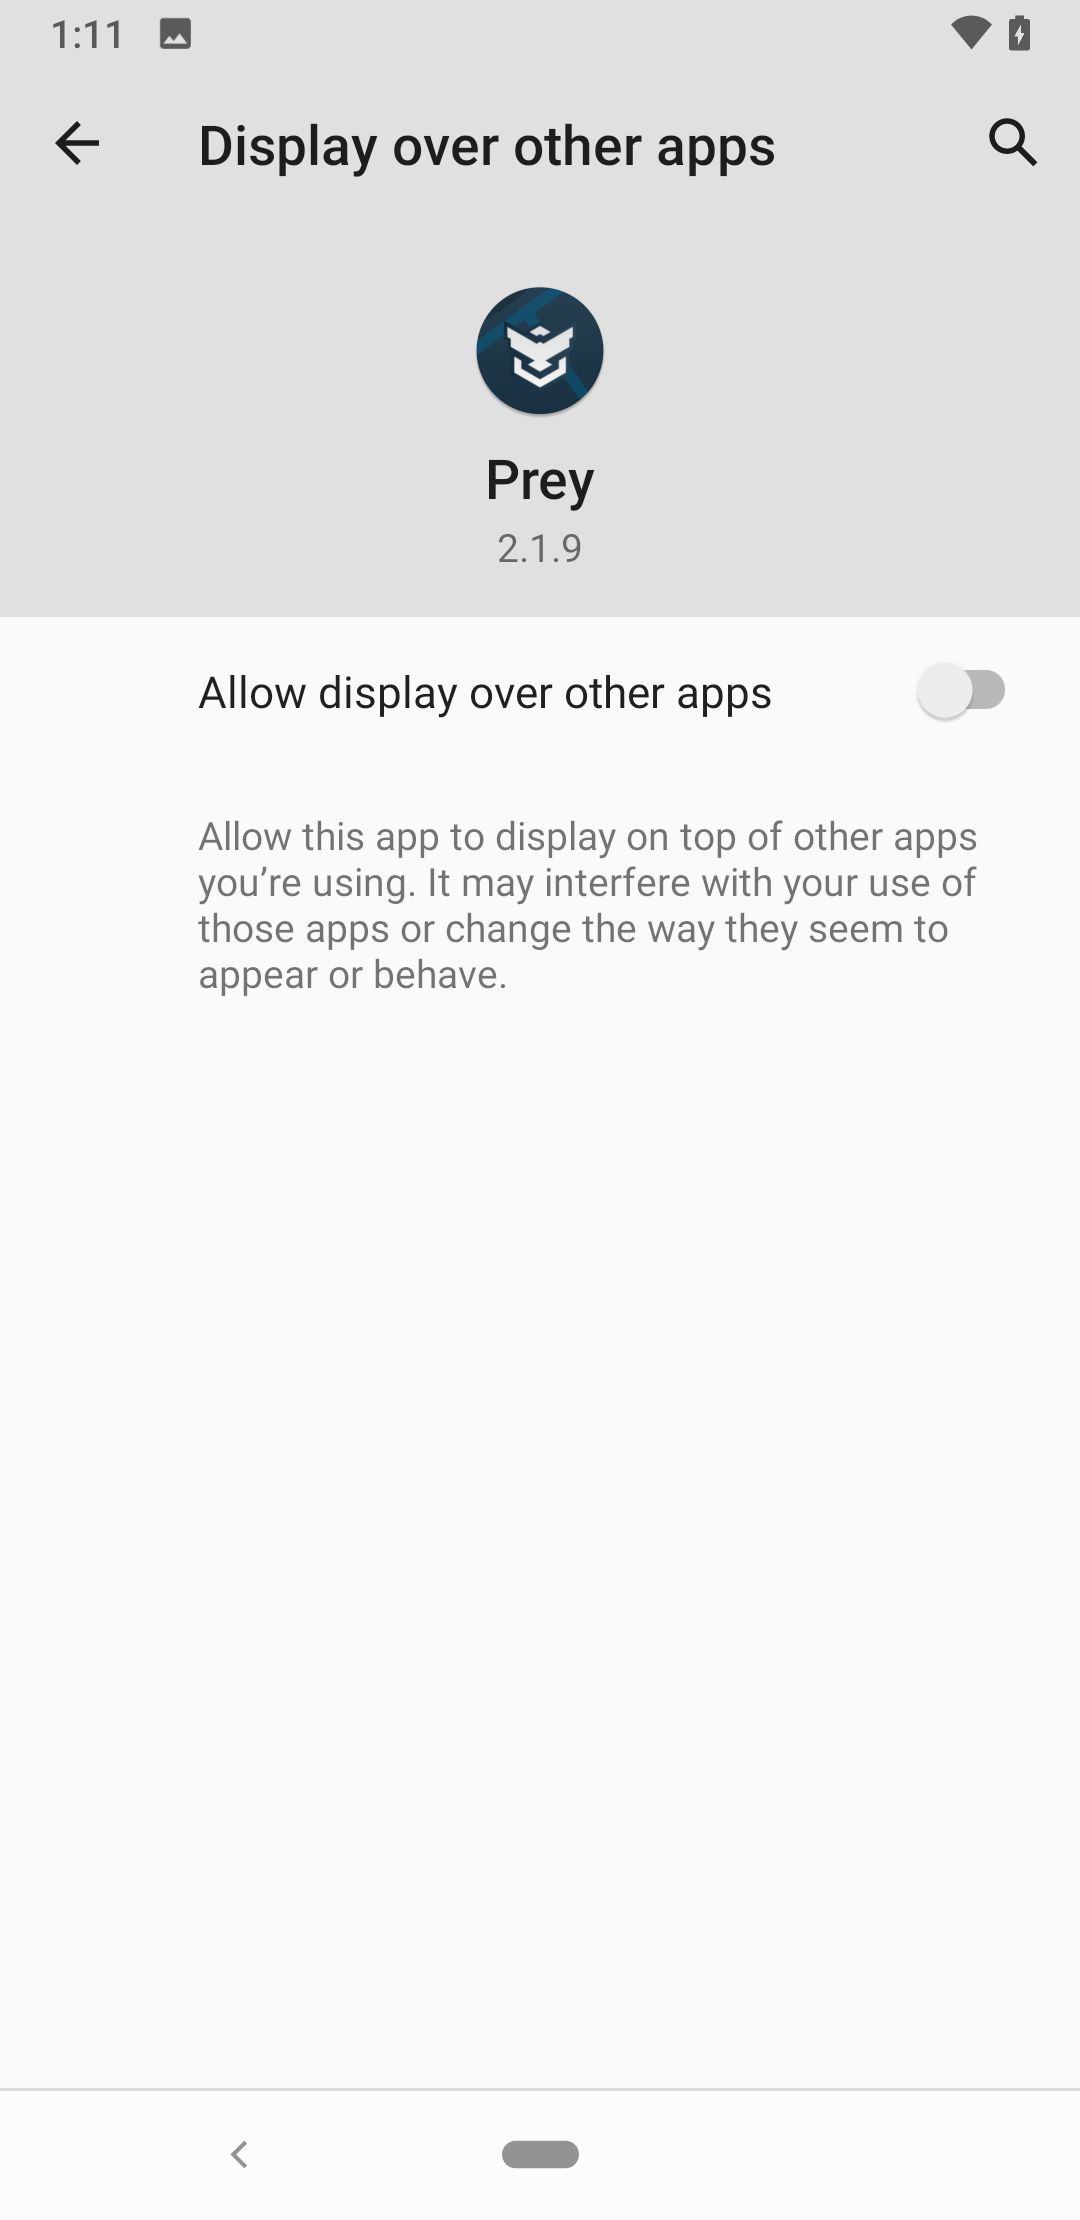 1:11
Display over other apps
Prey
2.1.9
Allow display over other apps
Allow this app to display on top of other apps
you’re using. It may interfere with your use of
those apps or change the way they seem to
appear or behave.